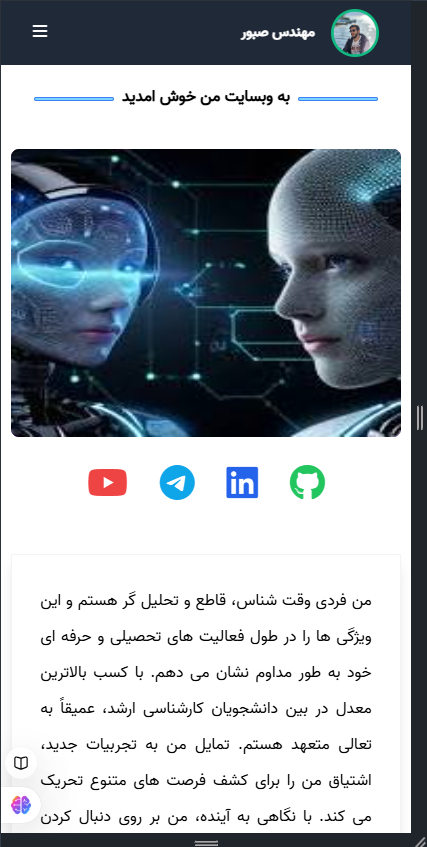 مهندس صبور
به وبسایت من خوش امدید
من فردی وقت شناس، قاطع و تحلیل گر هستم و این
ویژگی ها را در طول فعالیت های تحصیلی و حرفه ای
خود به طور مداوم نشان می دهم. با کسب بالاترین
معدل در بین دانشجویان کارشناسی ارشد، عمیقاً به
تعالی متعهد هستم. تمایل من به تجربیات جدید،
اشتیاق من را برای کشف فرصت های متنوع تحریک
می کند. با نگاهی به آینده، من بر روی دنبال کردن